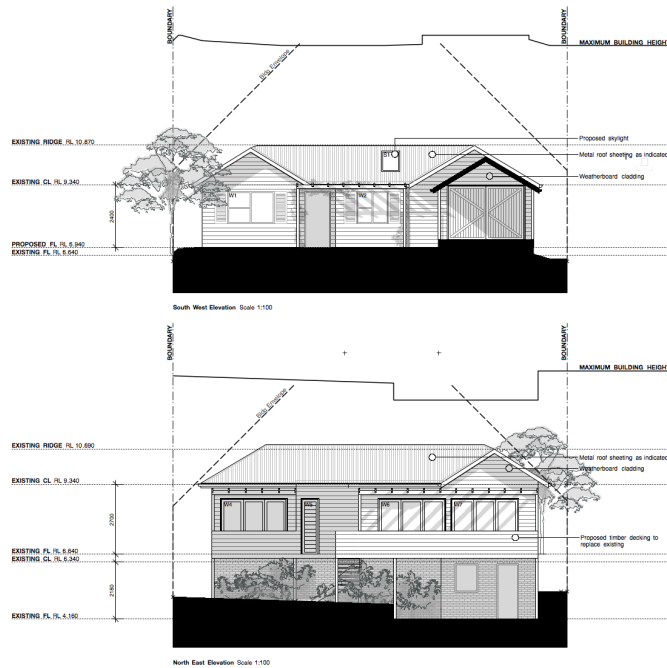 BOUNDARY
BOUNDARY
MAXIMUM BUILDING HEIGHT
Bldg Envelope
Proposed skylight
EXISTING RIDGE RL 10.870
S1
Metal roof sheeting as indicated
Weatherboard cladding
EXISTING CL RL 9.340
W1
W2
2400
PROPOSED FL RL 6.940
EXISTING FL RL 6.640
South West Elevation Scale 1:100
BOUNDARY
BOUNDARY
MAXIMUM BUILDING HEIGHT
Bldg Envelope
EXISTING RIDGE RL 10.690
Metal roof sheeting as indicated
Weatherboard cladding
EXISTING CL RL 9.340
W4
W5
W6
W7
2700
Proposed timber decking to
replace existing
EXISTING FL RL 6.640
EXISTING CL RL 6.340
2180
EXISTING FL RL 4.160
North East Elevation Scale 1:100